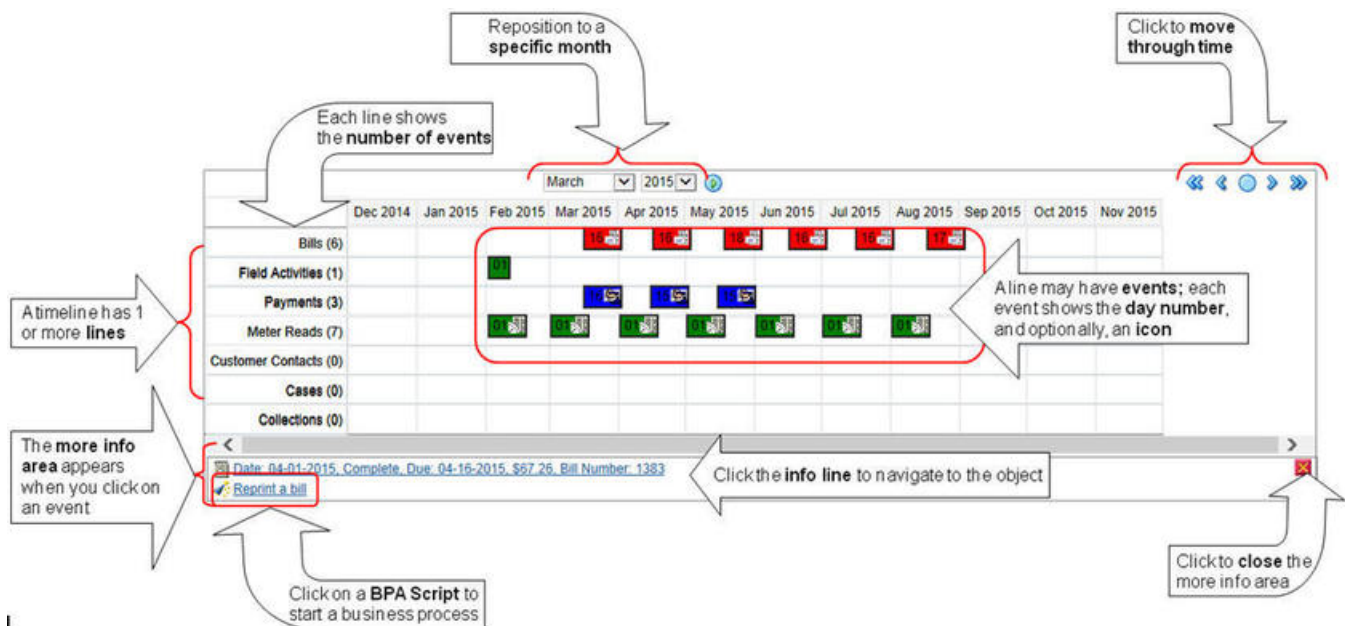 Reposition to a
specific month
Click to move
through time
Each line shows
the number of events
March 2015
Dec 2014 Jan 2015 Feb 2015 Mar 2015 Apr 2015 May 2015 Jun 2015 Jul 2015 Aug 2015 Sep 2015 Oct 2015 Nov 2015
Bills (6) 16 16 18 16 16 17
Field Activities (1) 01
Payments (3) 16 15 15
Meter Reads (7) 01 01 01 01 01 01 01
Customer Contacts (0)
Cases (0)
Collections (0)
A timeline has 1
or more lines
A line may have events; each
event shows the day number,
and optionally, an icon
The more info
area appears
when you click on
an event
Date: 04-01-2015, Complete, Due: 04-16-2015, $67.26, Bill Number: 1383
Reprint a bill
Click the info line to navigate to the object
Click on a BPA Script to
start a business process
Click to close the
more info area